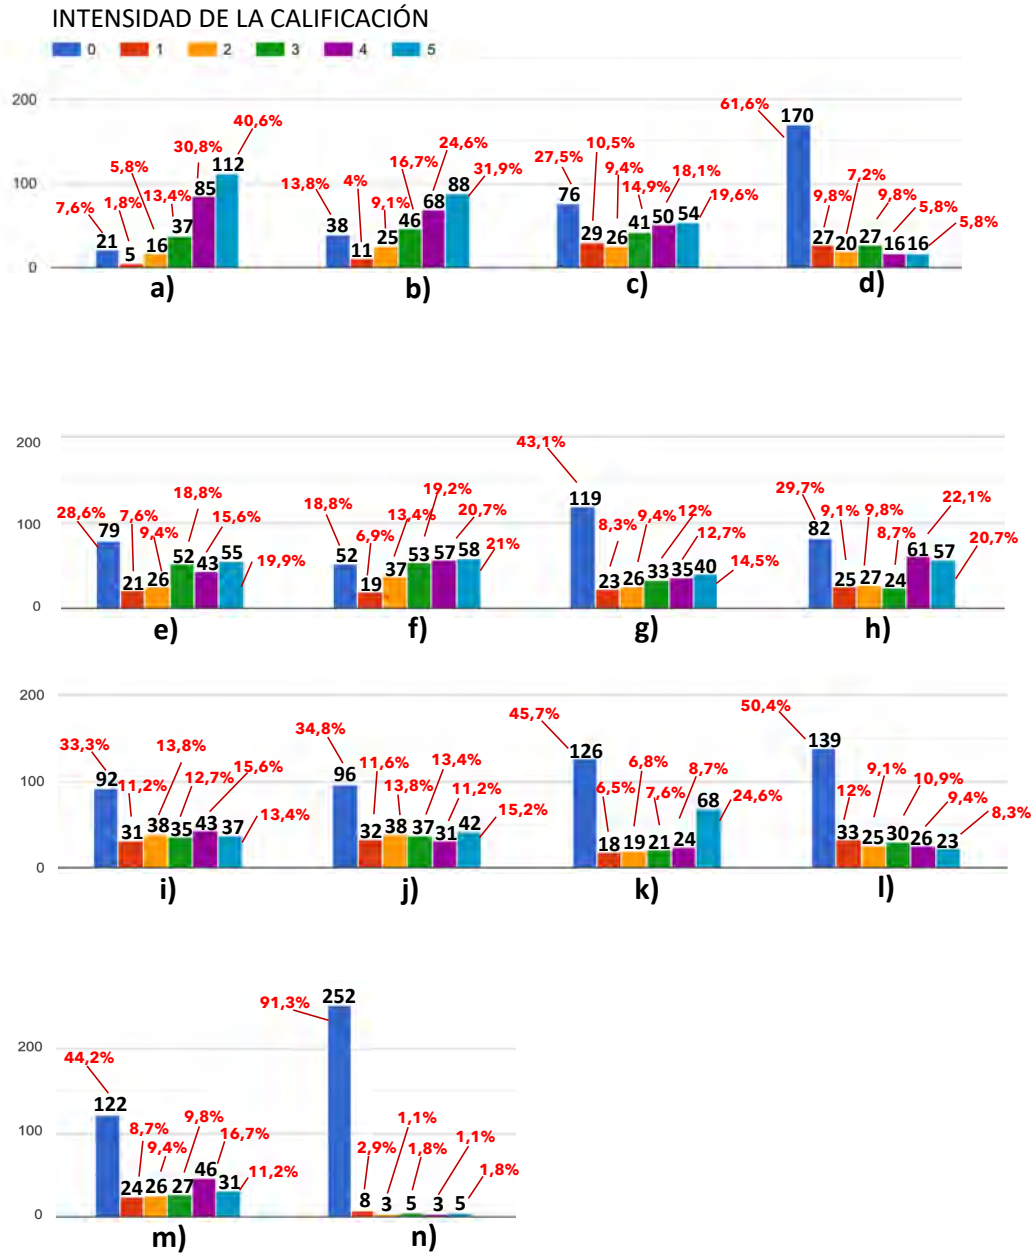 INTENSIDAD DE LA CALIFICACIÓN
0 1 2 3 4 5
200
100
0
7,6% 1,8% 5,8% 13,4% 30,8% 40,6%
21 5 16 37 85 112
a)
13,8% 4% 9,1% 16,7% 24,6% 31,9%
38 11 25 46 68 88
b)
27,5% 10,5% 9,4% 14,9% 18,1% 19,6%
76 29 26 41 50 54
c)
61,6% 9,8% 7,2% 9,8% 5,8% 5,8%
170 27 20 27 16 16
d)
200
100
0
28,6% 7,6% 9,4% 18,8% 15,6% 19,9%
79 21 26 52 43 55
e)
18,8% 6,9% 13,4% 19,2% 20,7% 21%
52 19 37 53 57 58
f)
43,1% 8,3% 9,4% 12% 12,7% 14,5%
119 23 26 33 35 40
g)
29,7% 9,1% 9,8% 8,7% 22,1% 20,7%
82 25 27 24 61 57
h)
200
100
0
33,3% 11,2% 13,8% 12,7% 15,6% 13,4%
92 31 38 35 43 37
i)
34,8% 11,6% 13,8% 13,4% 11,2% 15,2%
96 32 38 37 31 42
j)
45,7% 6,5% 6,8% 7,6% 8,7% 24,6%
126 18 19 21 24 68
k)
50,4% 12% 9,1% 10,9% 9,4% 8,3%
139 33 25 30 26 23
l)
200
100
0
44,2% 8,7% 9,4% 9,8% 16,7% 11,2%
122 24 26 27 46 31
m)
91,3% 2,9% 1,1% 1,8% 1,1% 1,8%
252 8 3 5 3 5
n)